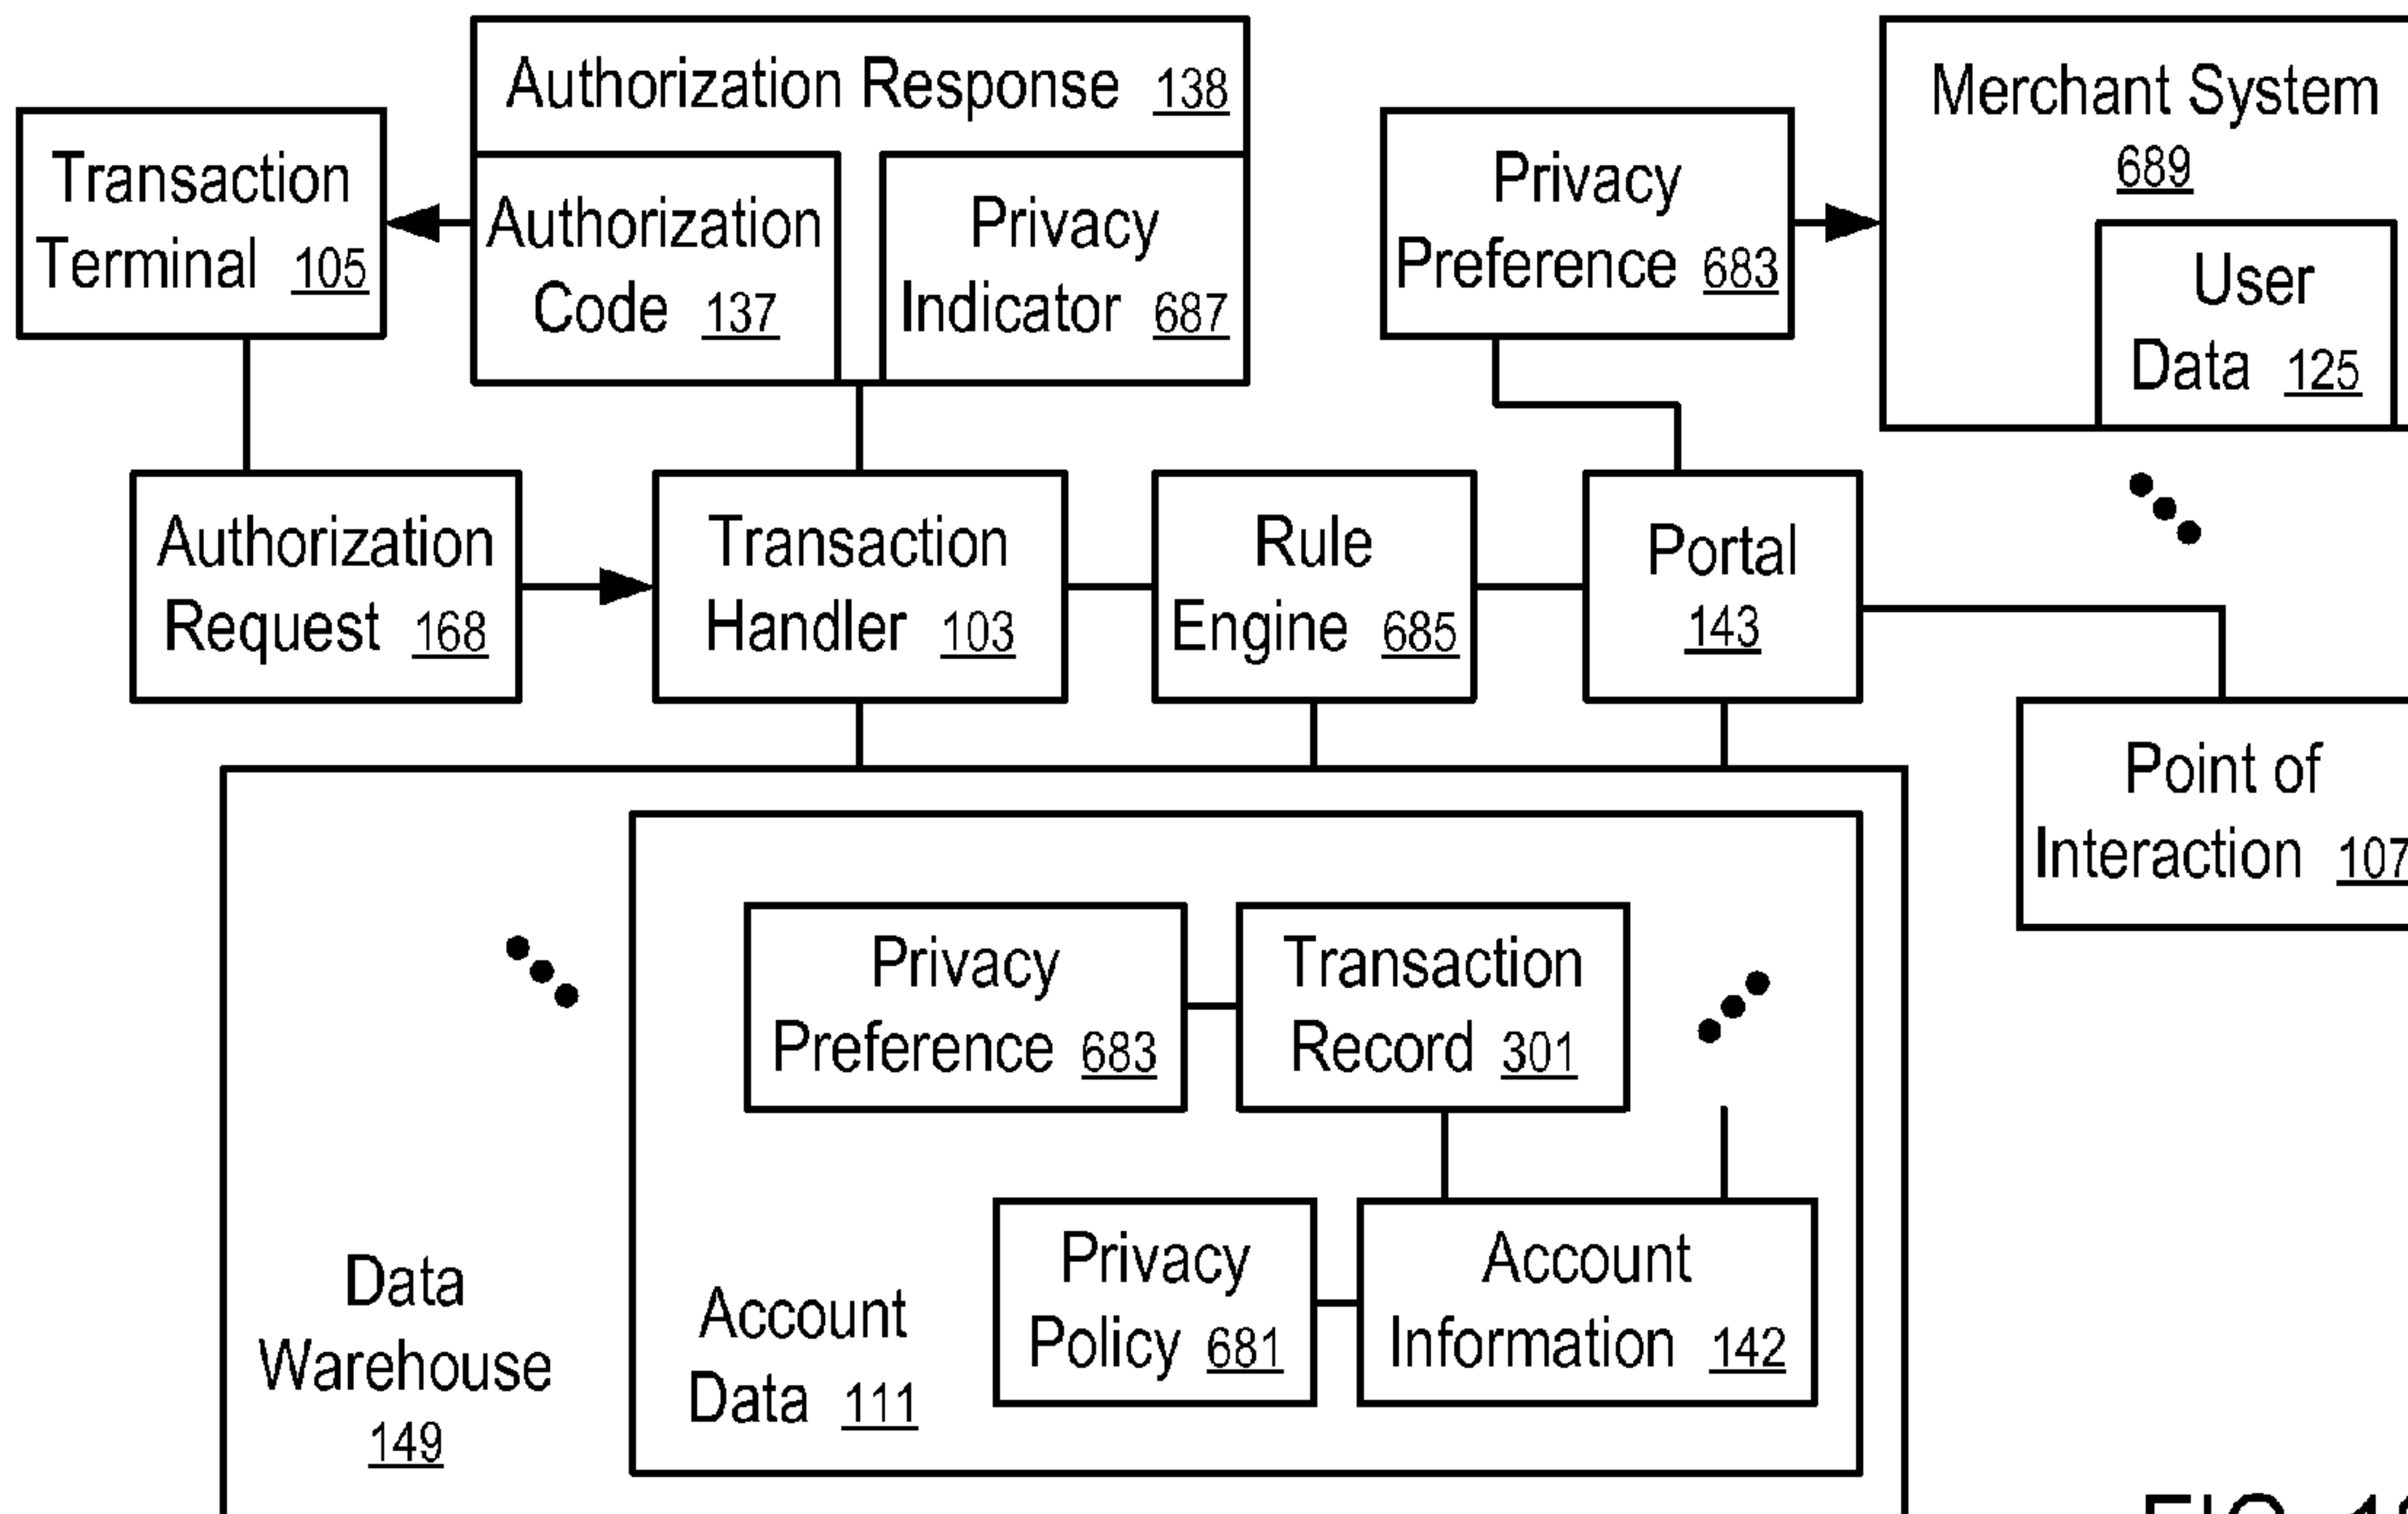 Authorization Response 138
Transaction
Terminal 105
Authorization
Code 137
Privacy
Indicator 687
Privacy
Preference 683
Merchant System
689
User
Data 125
Authorization
Request 168
Transaction
Handler 103
Rule
Engine 685
Portal
143
Point of
Interaction 107
Privacy
Preference 683
Transaction
Record 301
Privacy
Policy 681
Account
Information 142
Account
Data 111
Data
Warehouse
149